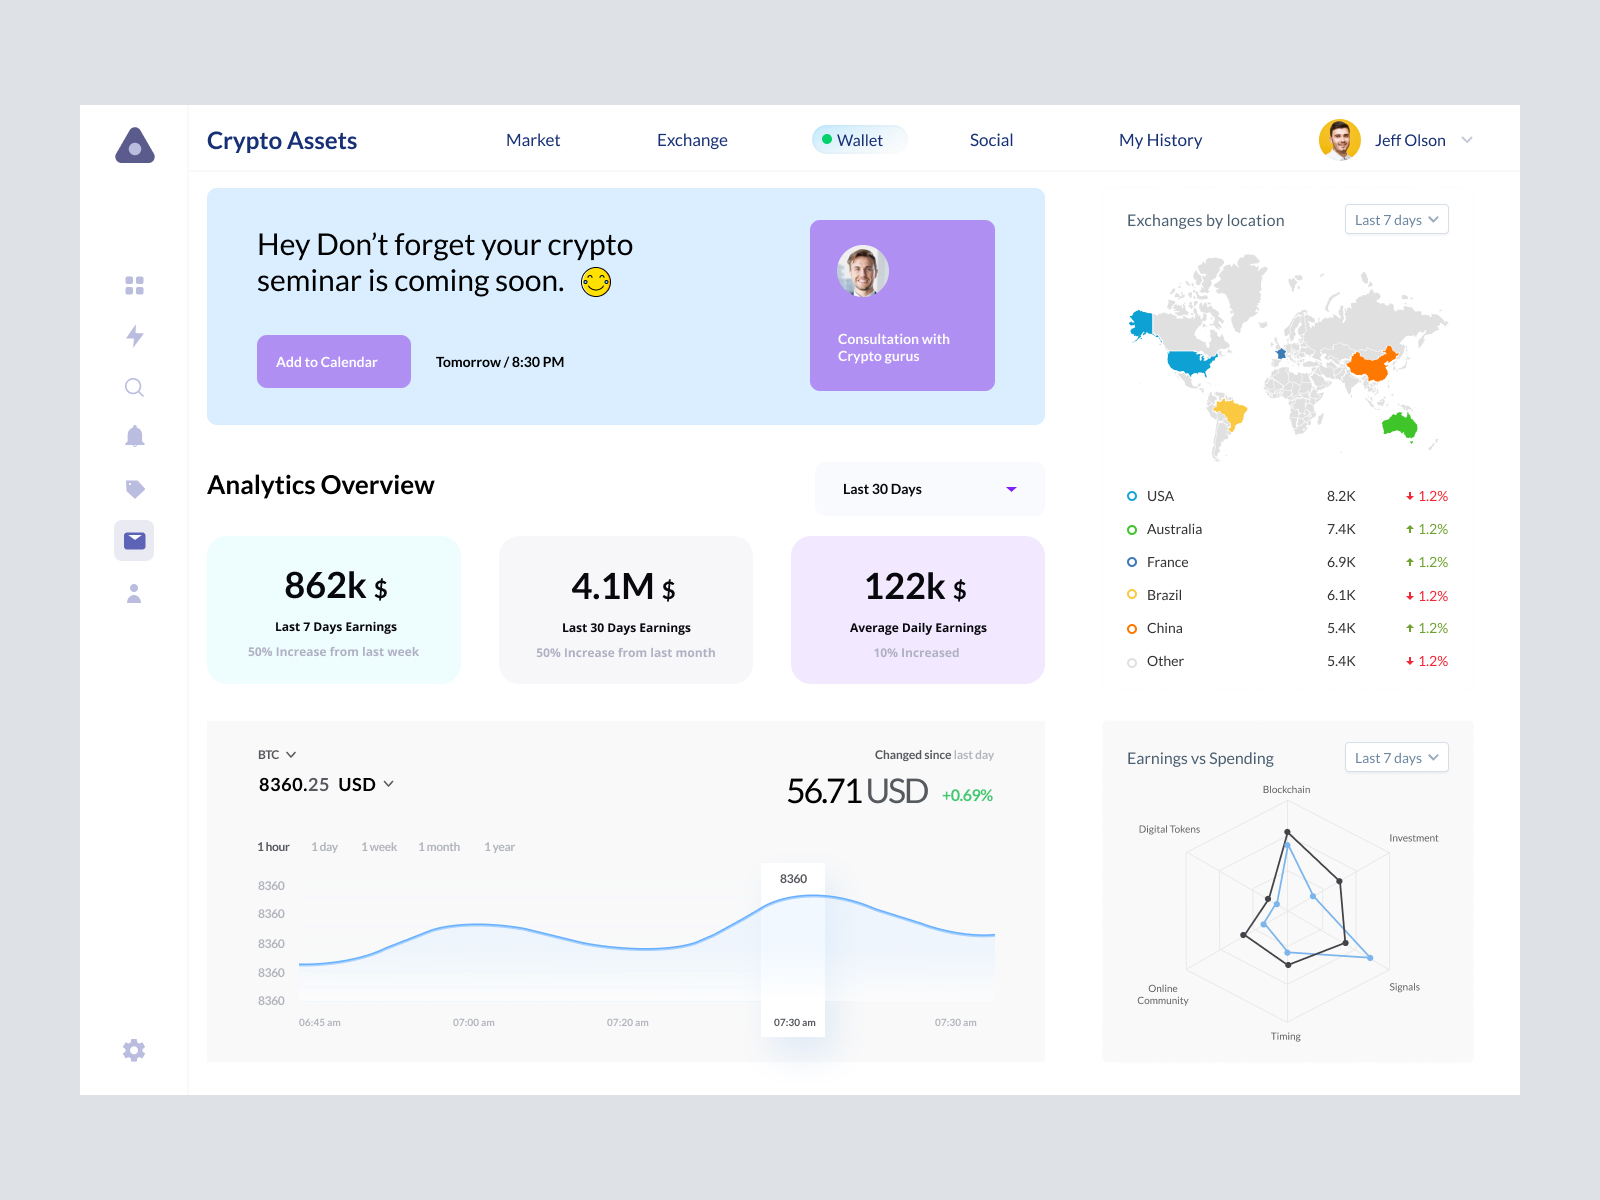 Crypto Assets
Market
Exchange
Wallet
Social
My History
Jeff Olson
Hey Don’t forget your crypto
seminar is coming soon.
Add to Calendar
Tomorrow / 8:30 PM
Consultation with
Crypto gurus
Analytics Overview
Last 30 Days
862k $
Last 7 Days Earnings
50% Increase from last week
4.1M $
Last 30 Days Earnings
50% Increase from last month
122k $
Average Daily Earnings
10% Increased
BTC
8360.25 USD
Changed since last day
56.71 USD +0.69%
1 hour
1 day
1 week
1 month
1 year
8360
8360
8360
8360
8360
8360
06:45 am
07:00 am
07:20 am
07:30 am
07:30 am
Exchanges by location
Last 7 days
USA 8.2K 1.2%
Australia 7.4K 1.2%
France 6.9K 1.2%
Brazil 6.1K 1.2%
China 5.4K 1.2%
Other 5.4K 1.2%
Earnings vs Spending
Last 7 days
Blockchain
Digital Tokens
Investment
Online
Community
Signals
Timing